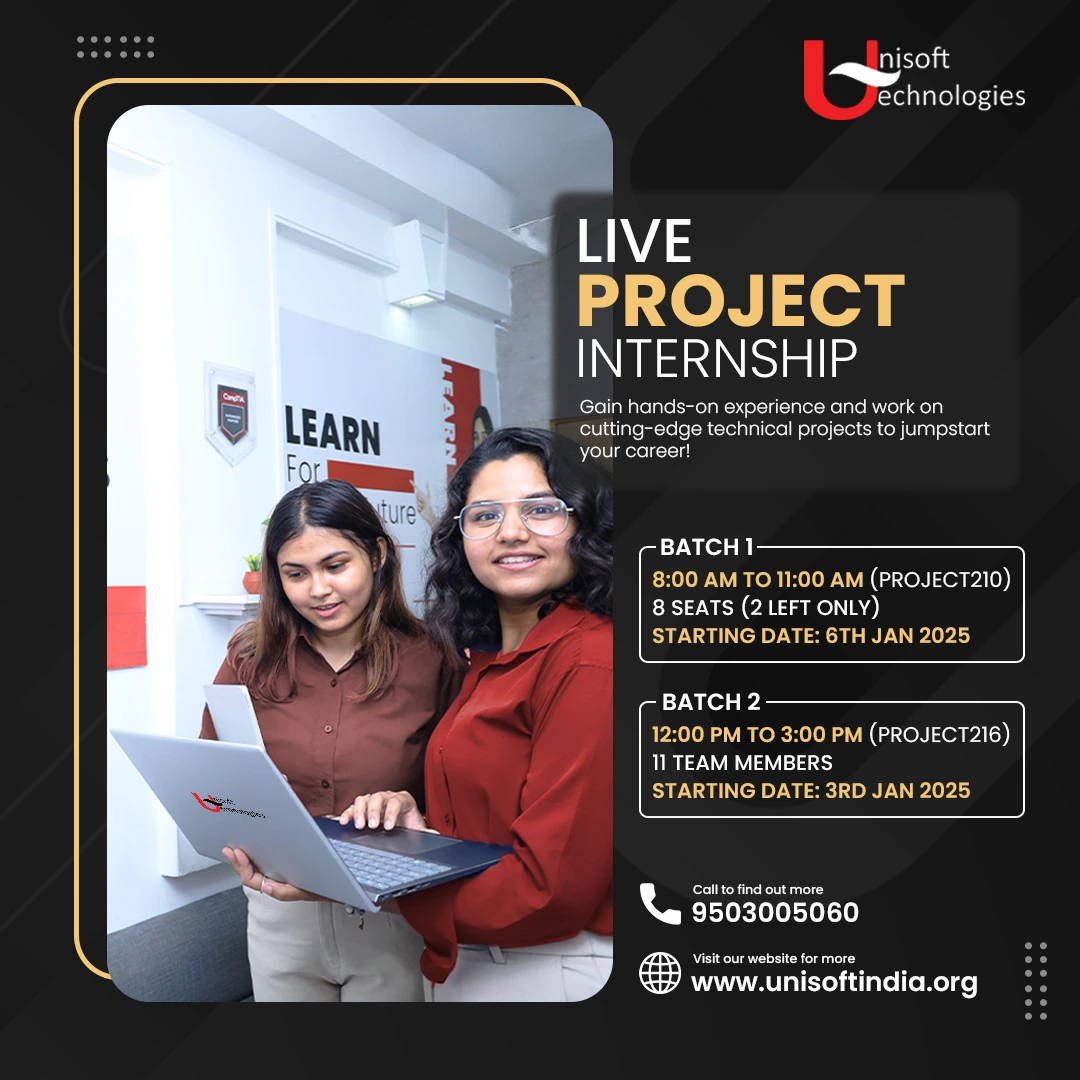 Unisoft
Technologies
LIVE
PROJECT
INTERNSHIP
Gain hands-on experience and work on
cutting-edge technical projects to jumpstart
your career!
BATCH 1
8:00 AM TO 11:00 AM (PROJECT210)
8 SEATS (2 LEFT ONLY)
STARTING DATE: 6TH JAN 2025
BATCH 2
12:00 PM TO 3:00 PM (PROJECT216)
11 TEAM MEMBERS
STARTING DATE: 3RD JAN 2025
Call to find out more
9503005060
Visit our website for more
www.unisoftindia.org
CompTIA
LEARN
For
LEARN
Unisoft
Technologies